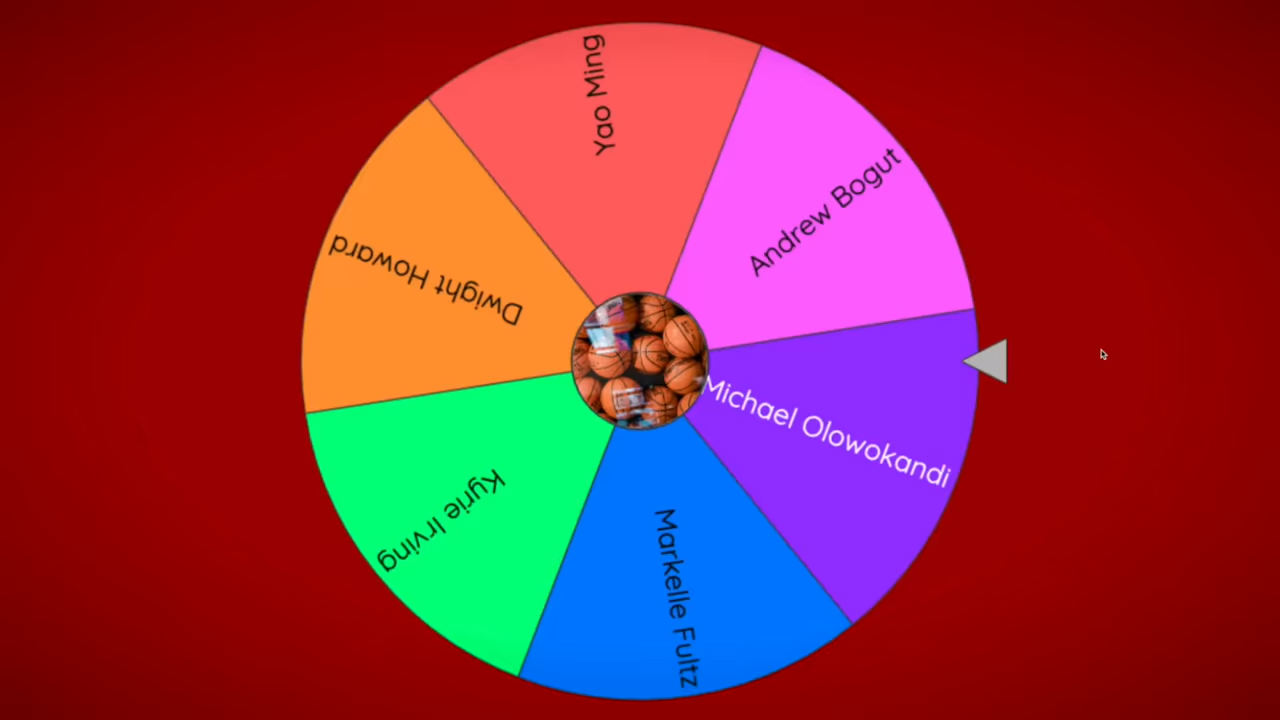 Yao Ming
Andrew Bogut
Michael Olowokandi
Markelle Fultz
Kyrie Irving
Dwight Howard